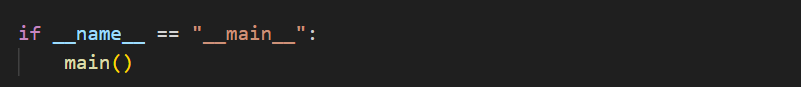 if __name__ == "__main__":
    main()